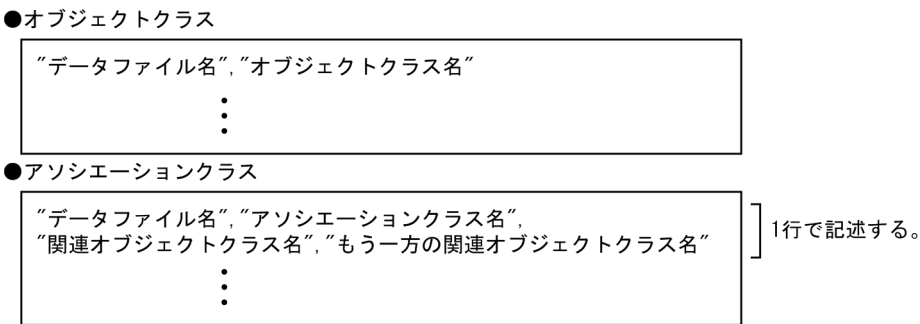 ●オブジェクトクラス
"データファイル名","オブジェクトクラス名"
●アソシエーションクラス
"データファイル名","アソシエーションクラス名",
"関連オブジェクトクラス名","もう一方の関連オブジェクトクラス名"
1行で記述する。